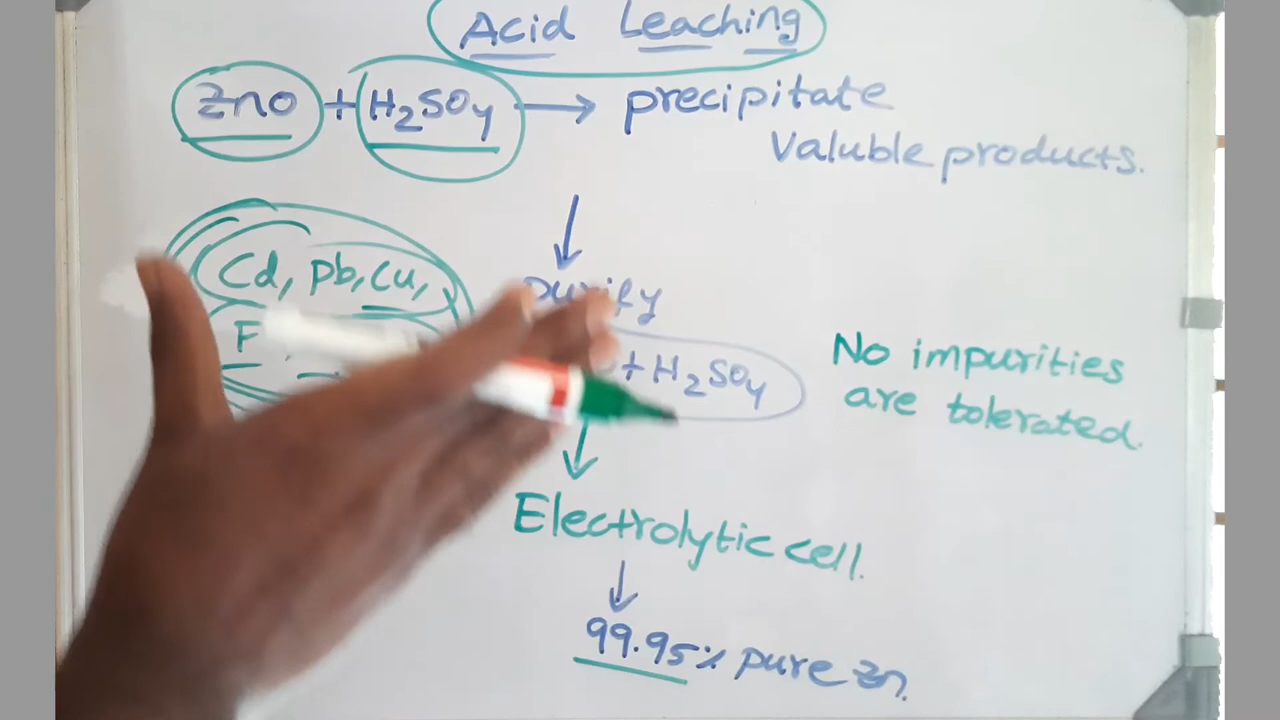 Acid Leaching
ZnO + H2SO4 → precipitate
Valuble products.
↓
Cd, Pb, Cu, purify
F + H2SO4 No impurities
are tolerated.
↓
Electrolytic cell.
↓
99.95% pure Zn.